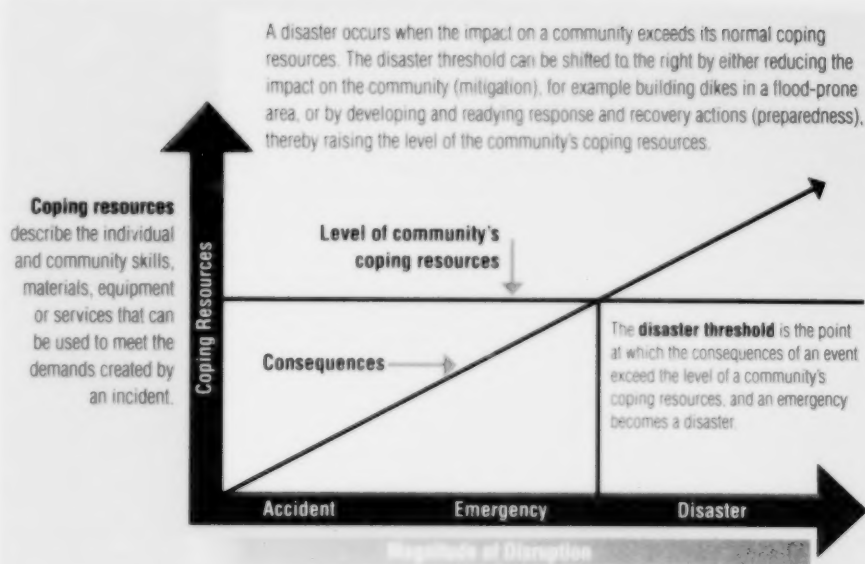 A disaster occurs when the impact on a community exceeds its normal coping
resources. The disaster threshold can be shifted to the right by either reducing the
impact on the community (mitigation), for example building dikes in a flood-prone
area, or by developing and readying response and recovery actions (preparedness),
thereby raising the level of the community's coping resources.
Coping resources
describe the individual
and community skills,
materials, equipment
or services that can
be used to meet the
demands created by
an incident.
Coping Resources
Level of community's
coping resources
Consequences
The disaster threshold is the point
at which the consequences of an event
exceed the level of a community's
coping resources, and an emergency
becomes a disaster.
Accident
Emergency
Disaster
Magnitude of Disruption